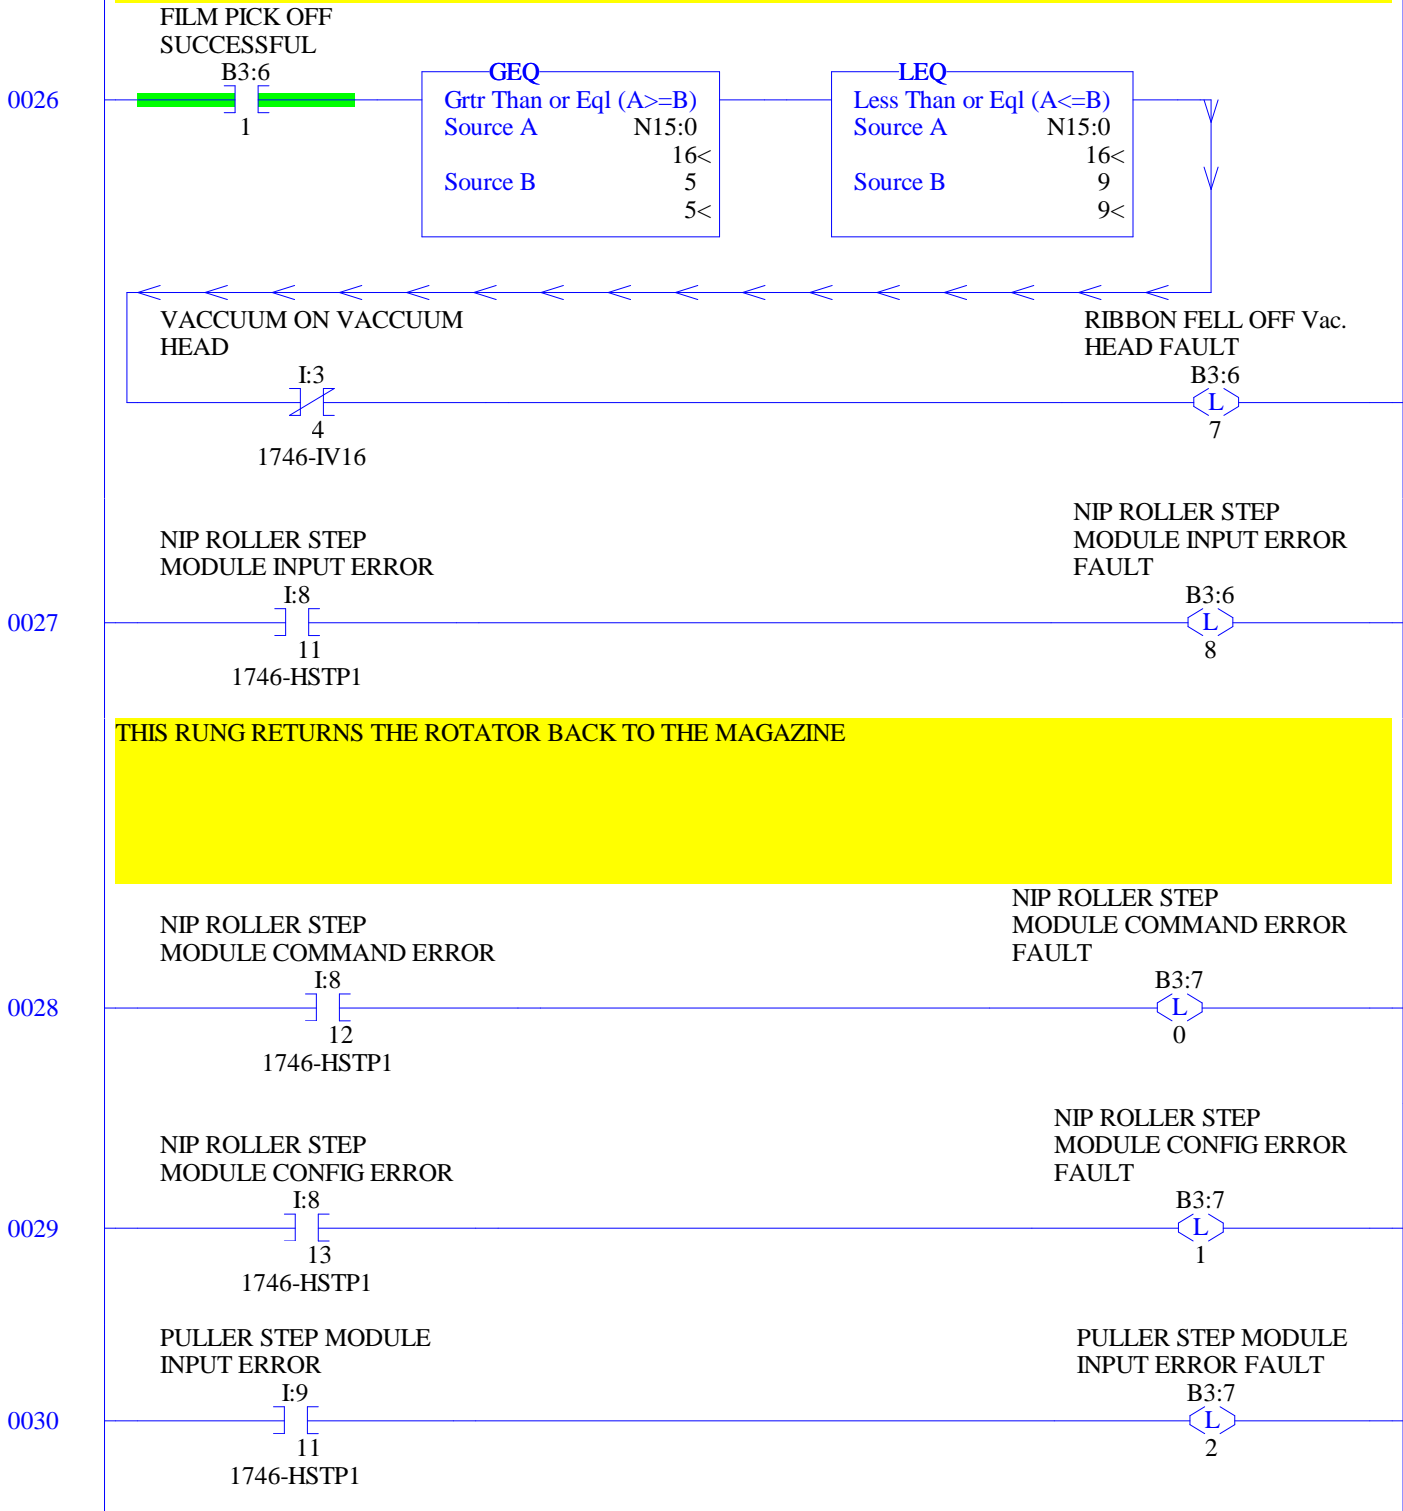 FILM PICK OFF
SUCCESSFUL
B3:6
1
0026
GEQ
Grtr Than or Eql (A>=B)
Source A N15:0
16<
Source B 5
5<
LEQ
Less Than or Eql (A<=B)
Source A N15:0
16<
Source B 9
9<
VACCUUM ON VACCUUM
HEAD
I:3
4
1746-IV16
RIBBON FELL OFF Vac.
HEAD FAULT
B3:6
L
7
NIP ROLLER STEP
MODULE INPUT ERROR
I:8
0027
11
1746-HSTP1
NIP ROLLER STEP
MODULE INPUT ERROR
FAULT
B3:6
L
8
THIS RUNG RETURNS THE ROTATOR BACK TO THE MAGAZINE
NIP ROLLER STEP
MODULE COMMAND ERROR
I:8
0028
12
1746-HSTP1
NIP ROLLER STEP
MODULE COMMAND ERROR
FAULT
B3:7
L
0
NIP ROLLER STEP
MODULE CONFIG ERROR
I:8
0029
13
1746-HSTP1
NIP ROLLER STEP
MODULE CONFIG ERROR
FAULT
B3:7
L
1
PULLER STEP MODULE
INPUT ERROR
I:9
0030
11
1746-HSTP1
PULLER STEP MODULE
INPUT ERROR FAULT
B3:7
L
2